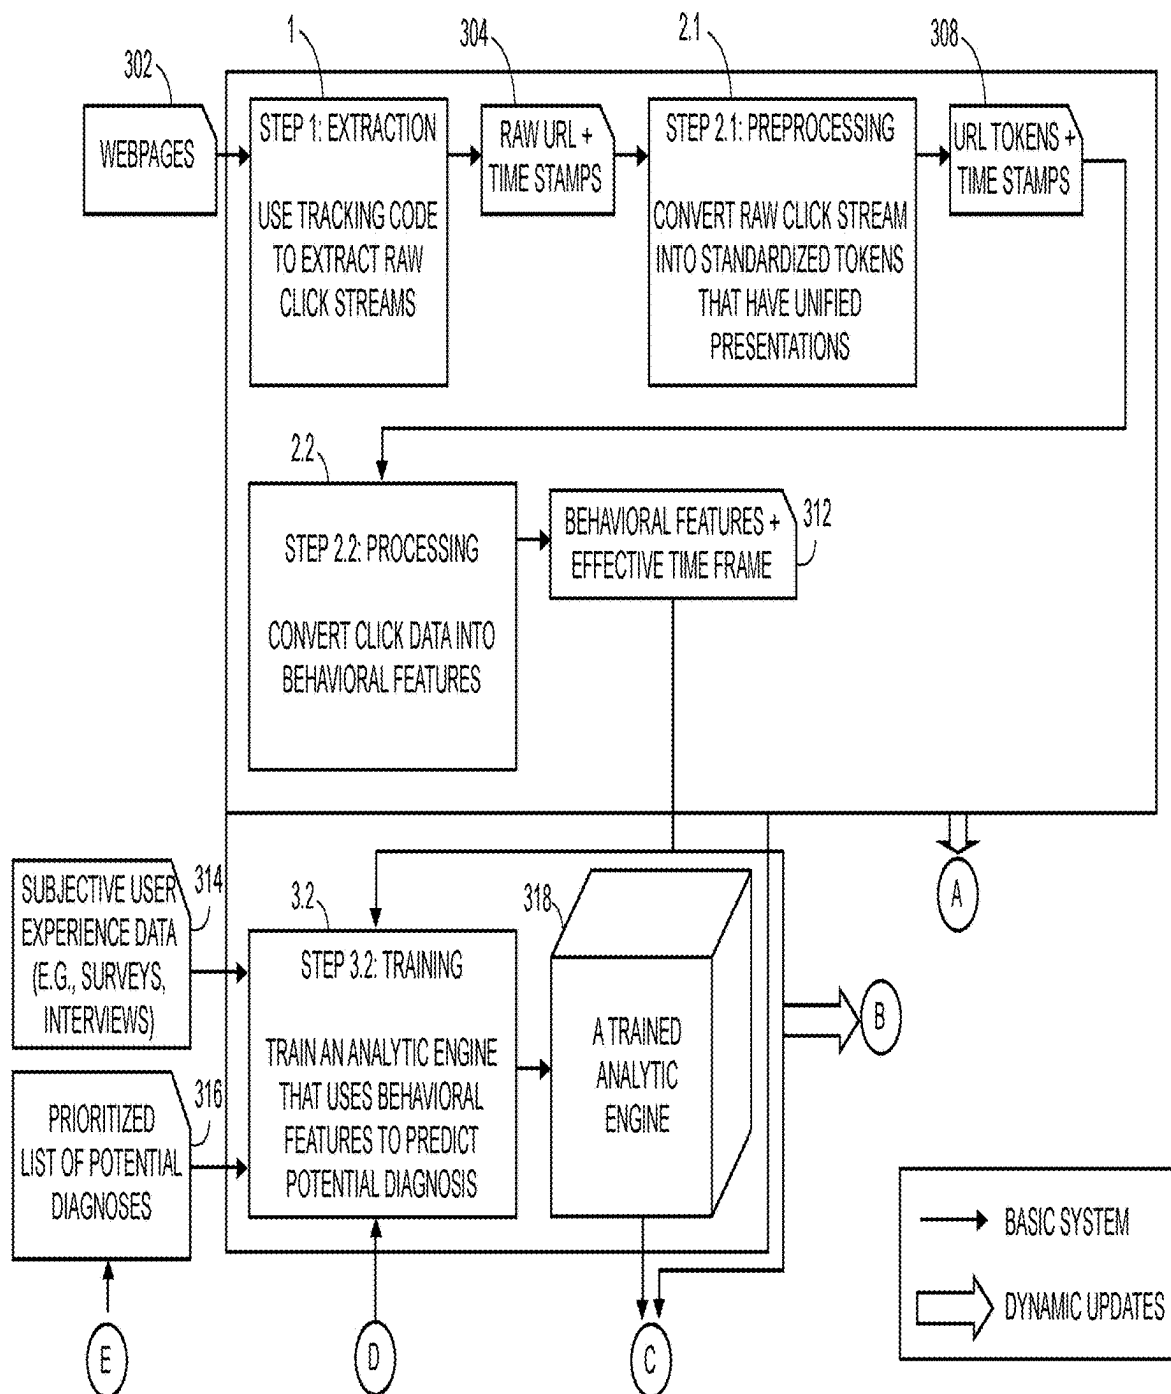 1
304
2.1
308
302
WEBPAGES
STEP 1: EXTRACTION
USE TRACKING CODE
TO EXTRACT RAW
CLICK STREAMS
RAW URL +
TIME STAMPS
STEP 2.1: PREPROCESSING
CONVERT RAW CLICK STREAM
INTO STANDARDIZED TOKENS
THAT HAVE UNIFIED
PRESENTATIONS
URL TOKENS +
TIME STAMPS
2.2
STEP 2.2: PROCESSING
CONVERT CLICK DATA INTO
BEHAVIORAL FEATURES
BEHAVIORAL FEATURES +
EFFECTIVE TIME FRAME
312
A
SUBJECTIVE USER
EXPERIENCE DATA
(E.G., SURVEYS,
INTERVIEWS)
314
3.2
STEP 3.2: TRAINING
TRAIN AN ANALYTIC ENGINE
THAT USES BEHAVIORAL
FEATURES TO PREDICT
POTENTIAL DIAGNOSIS
318
A TRAINED
ANALYTIC
ENGINE
B
PRIORITIZED
LIST OF POTENTIAL
DIAGNOSES
316
BASIC SYSTEM
DYNAMIC UPDATES
E
D
C